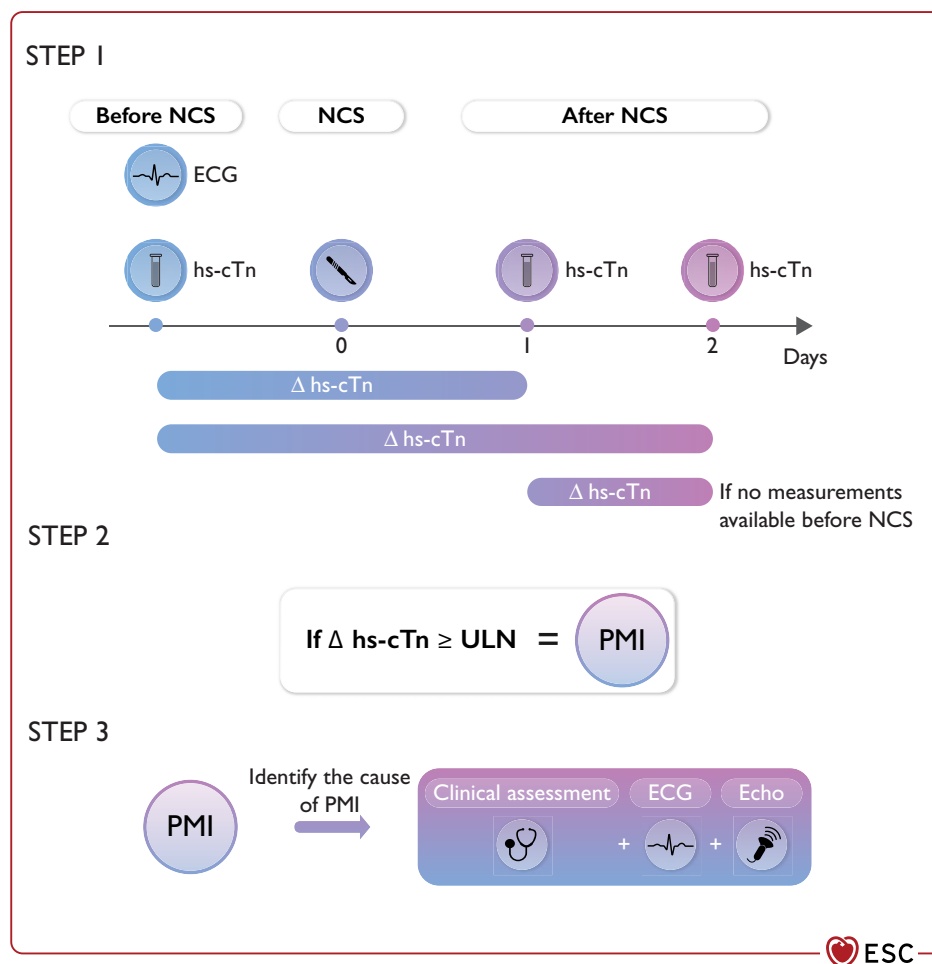 STEP 1
Before NCS
NCS
After NCS
ECG
hs-cTn
hs-cTn
hs-cTn
0
1
2
Days
Δ hs-cTn
Δ hs-cTn
Δ hs-cTn
If no measurements
available before NCS
STEP 2
If Δ hs-cTn ≥ ULN = PMI
STEP 3
PMI
Identify the cause
of PMI
Clinical assessment
ECG
Echo
+
+
ESC